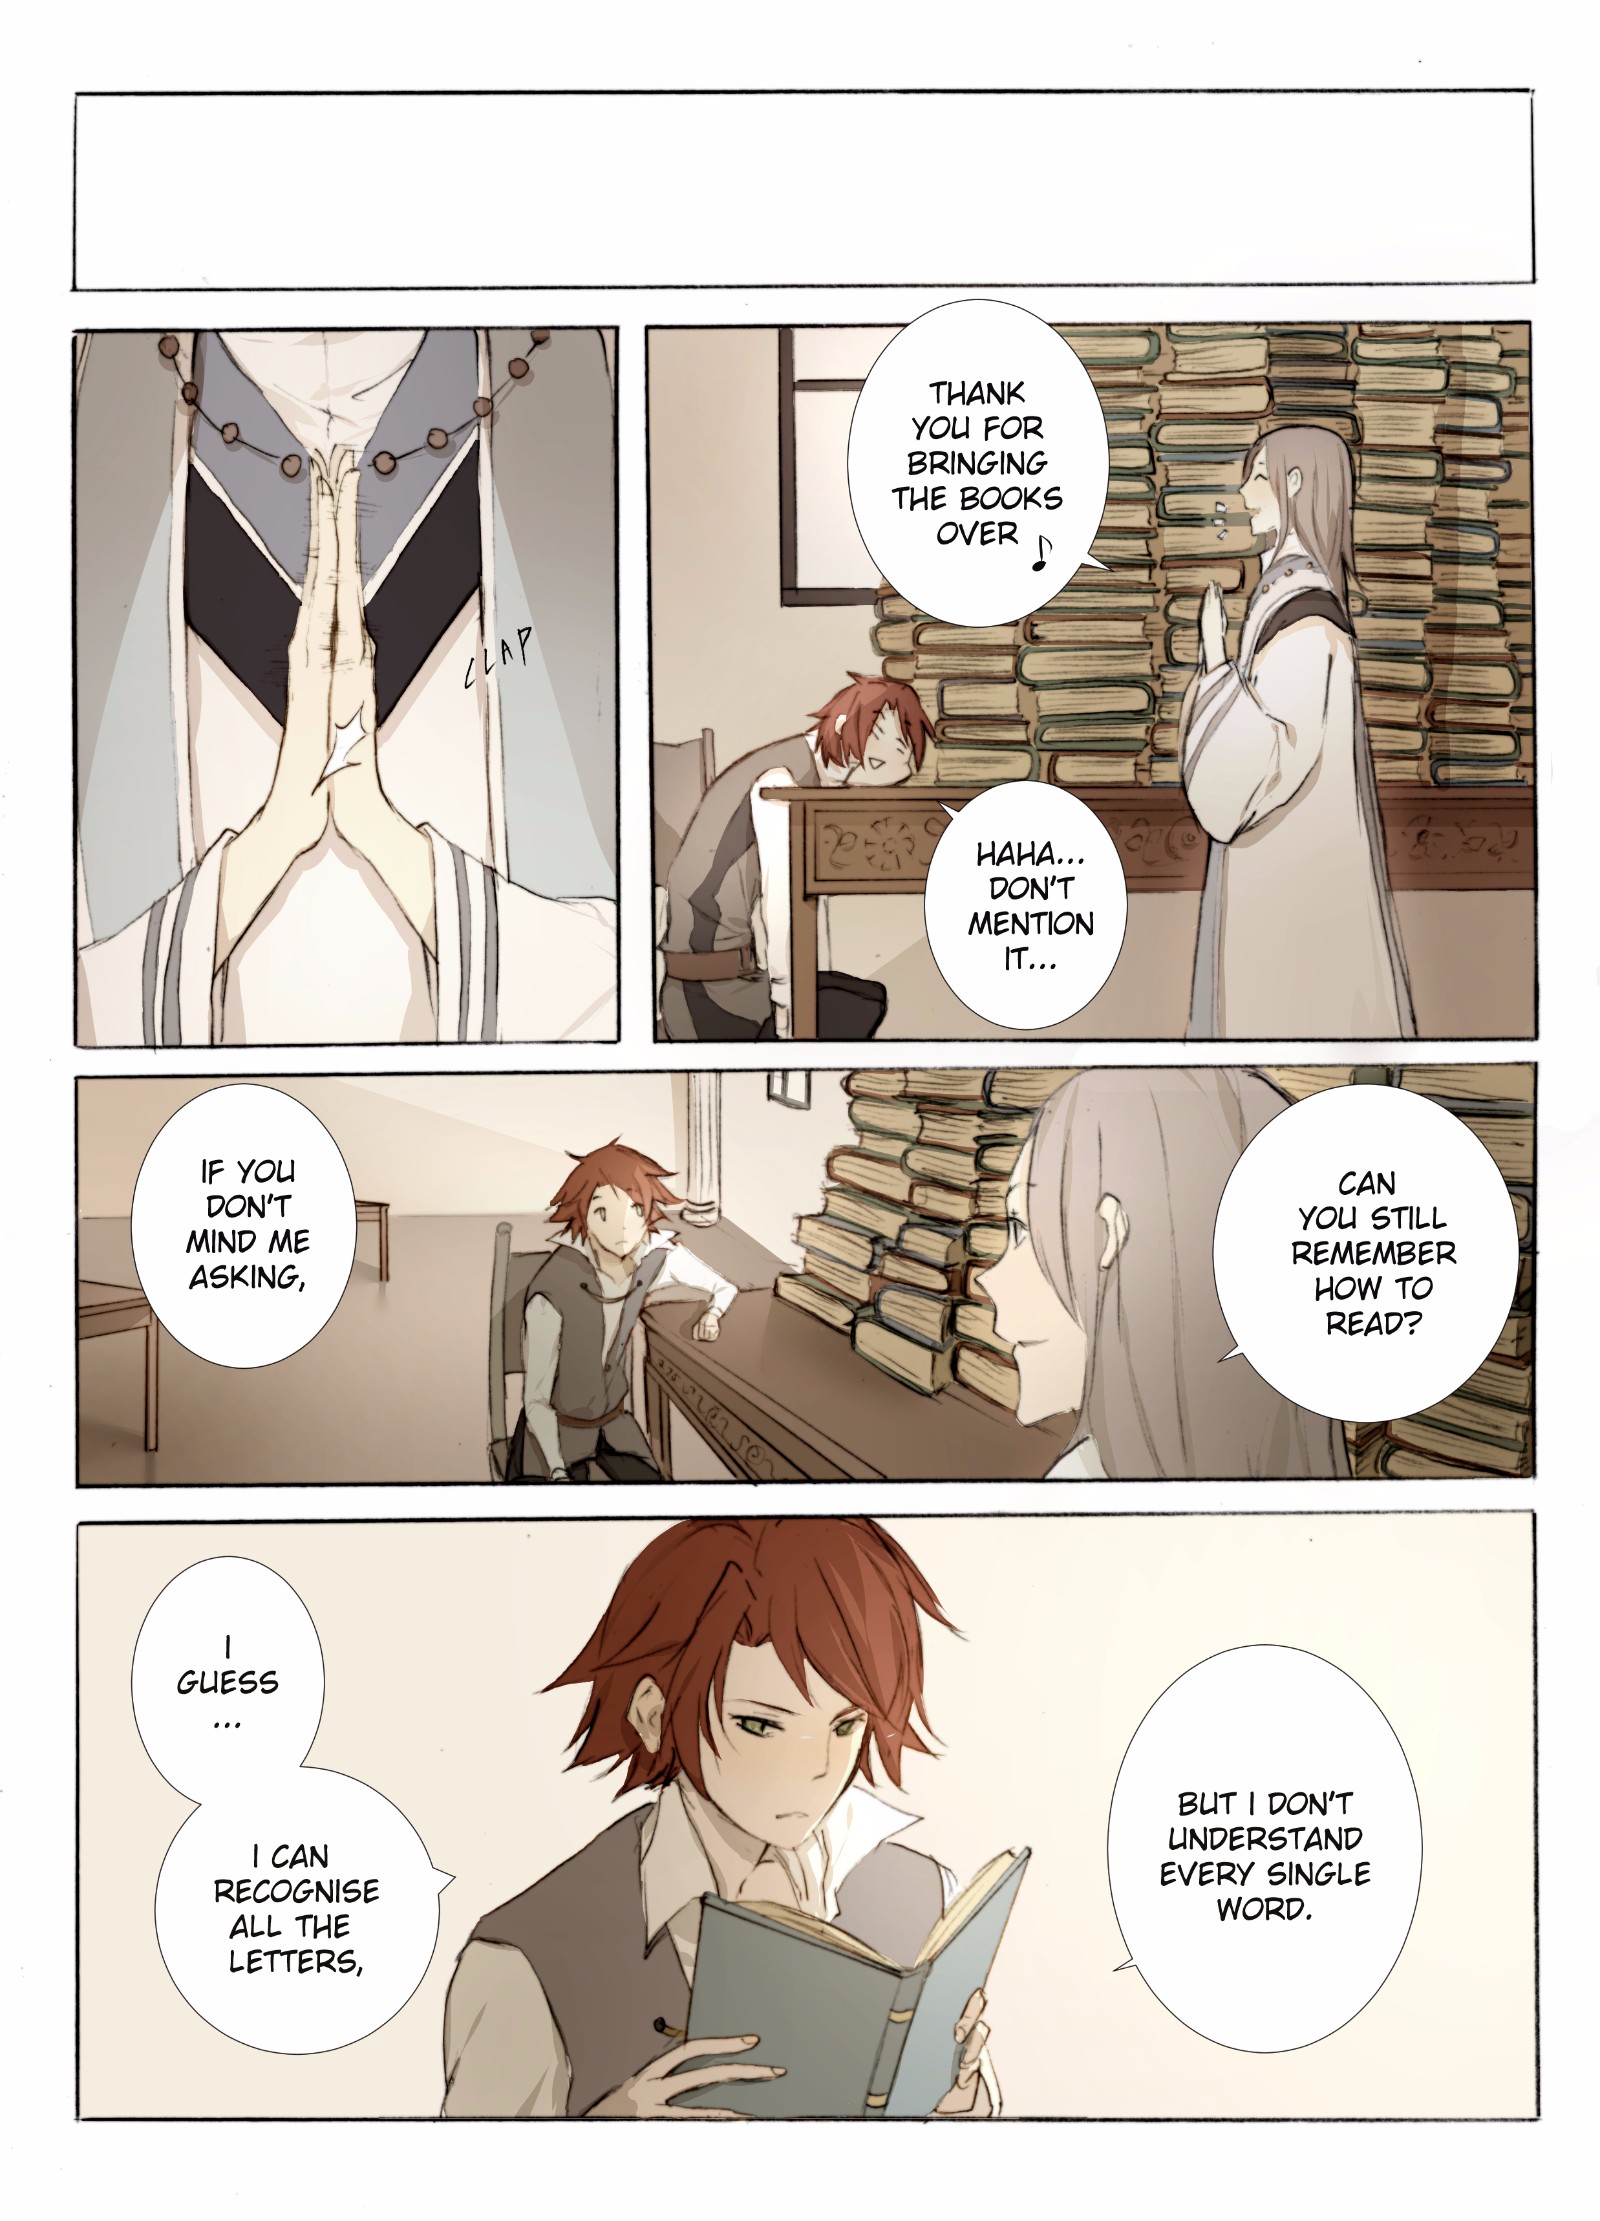 CLAP
THANK
YOU FOR
BRINGING
THE BOOKS
OVER ♪
HAHA...
DON'T
MENTION
IT...
IF YOU
DON'T
MIND ME
ASKING,
CAN
YOU STILL
REMEMBER
HOW TO
READ?
I
GUESS
...
I CAN
RECOGNISE
ALL THE
LETTERS,
BUT I DON'T
UNDERSTAND
EVERY SINGLE
WORD.